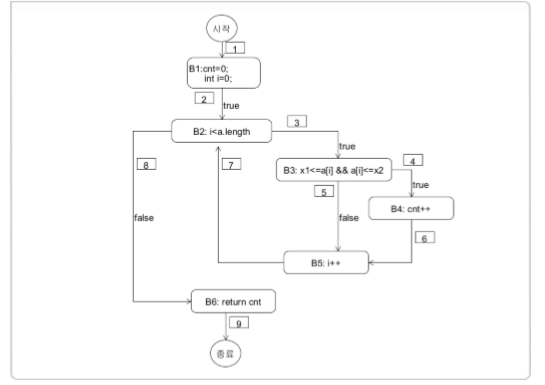 시작
1
B1:cnt=0;
int i=0;
2
true
B2: i<a.length
3
8
7
true
4
B3: x1<=a[i] && a[i]<=x2
5
true
false
false
B4: cnt++
6
B5: i++
B6: return cnt
9
종료